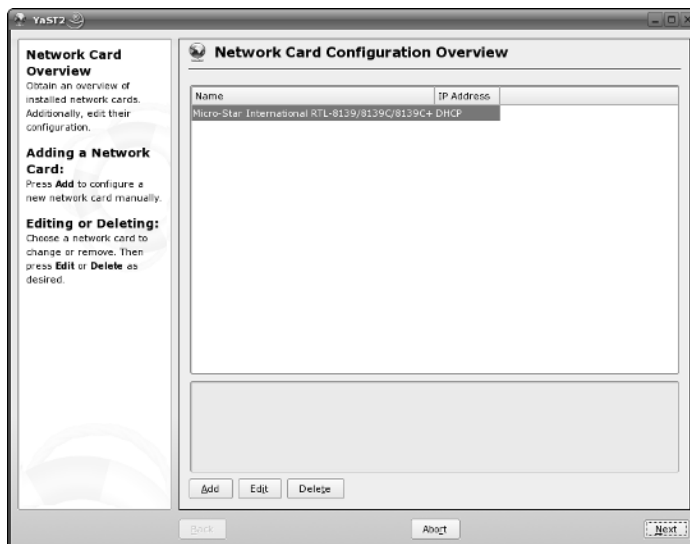 YaST2
Network Card
Overview
Obtain an overview of
installed network cards.
Additionally, edit their
configuration.
Adding a Network
Card:
Press Add to configure a
new network card manually.
Editing or Deleting:
Choose a network card to
change or remove. Then
press Edit or Delete as
desired.
Network Card Configuration Overview
Name IP Address
Micro-Star International RTL-8139/8139C/8139C+ DHCP
Add Edit Delete
Back Abort Next